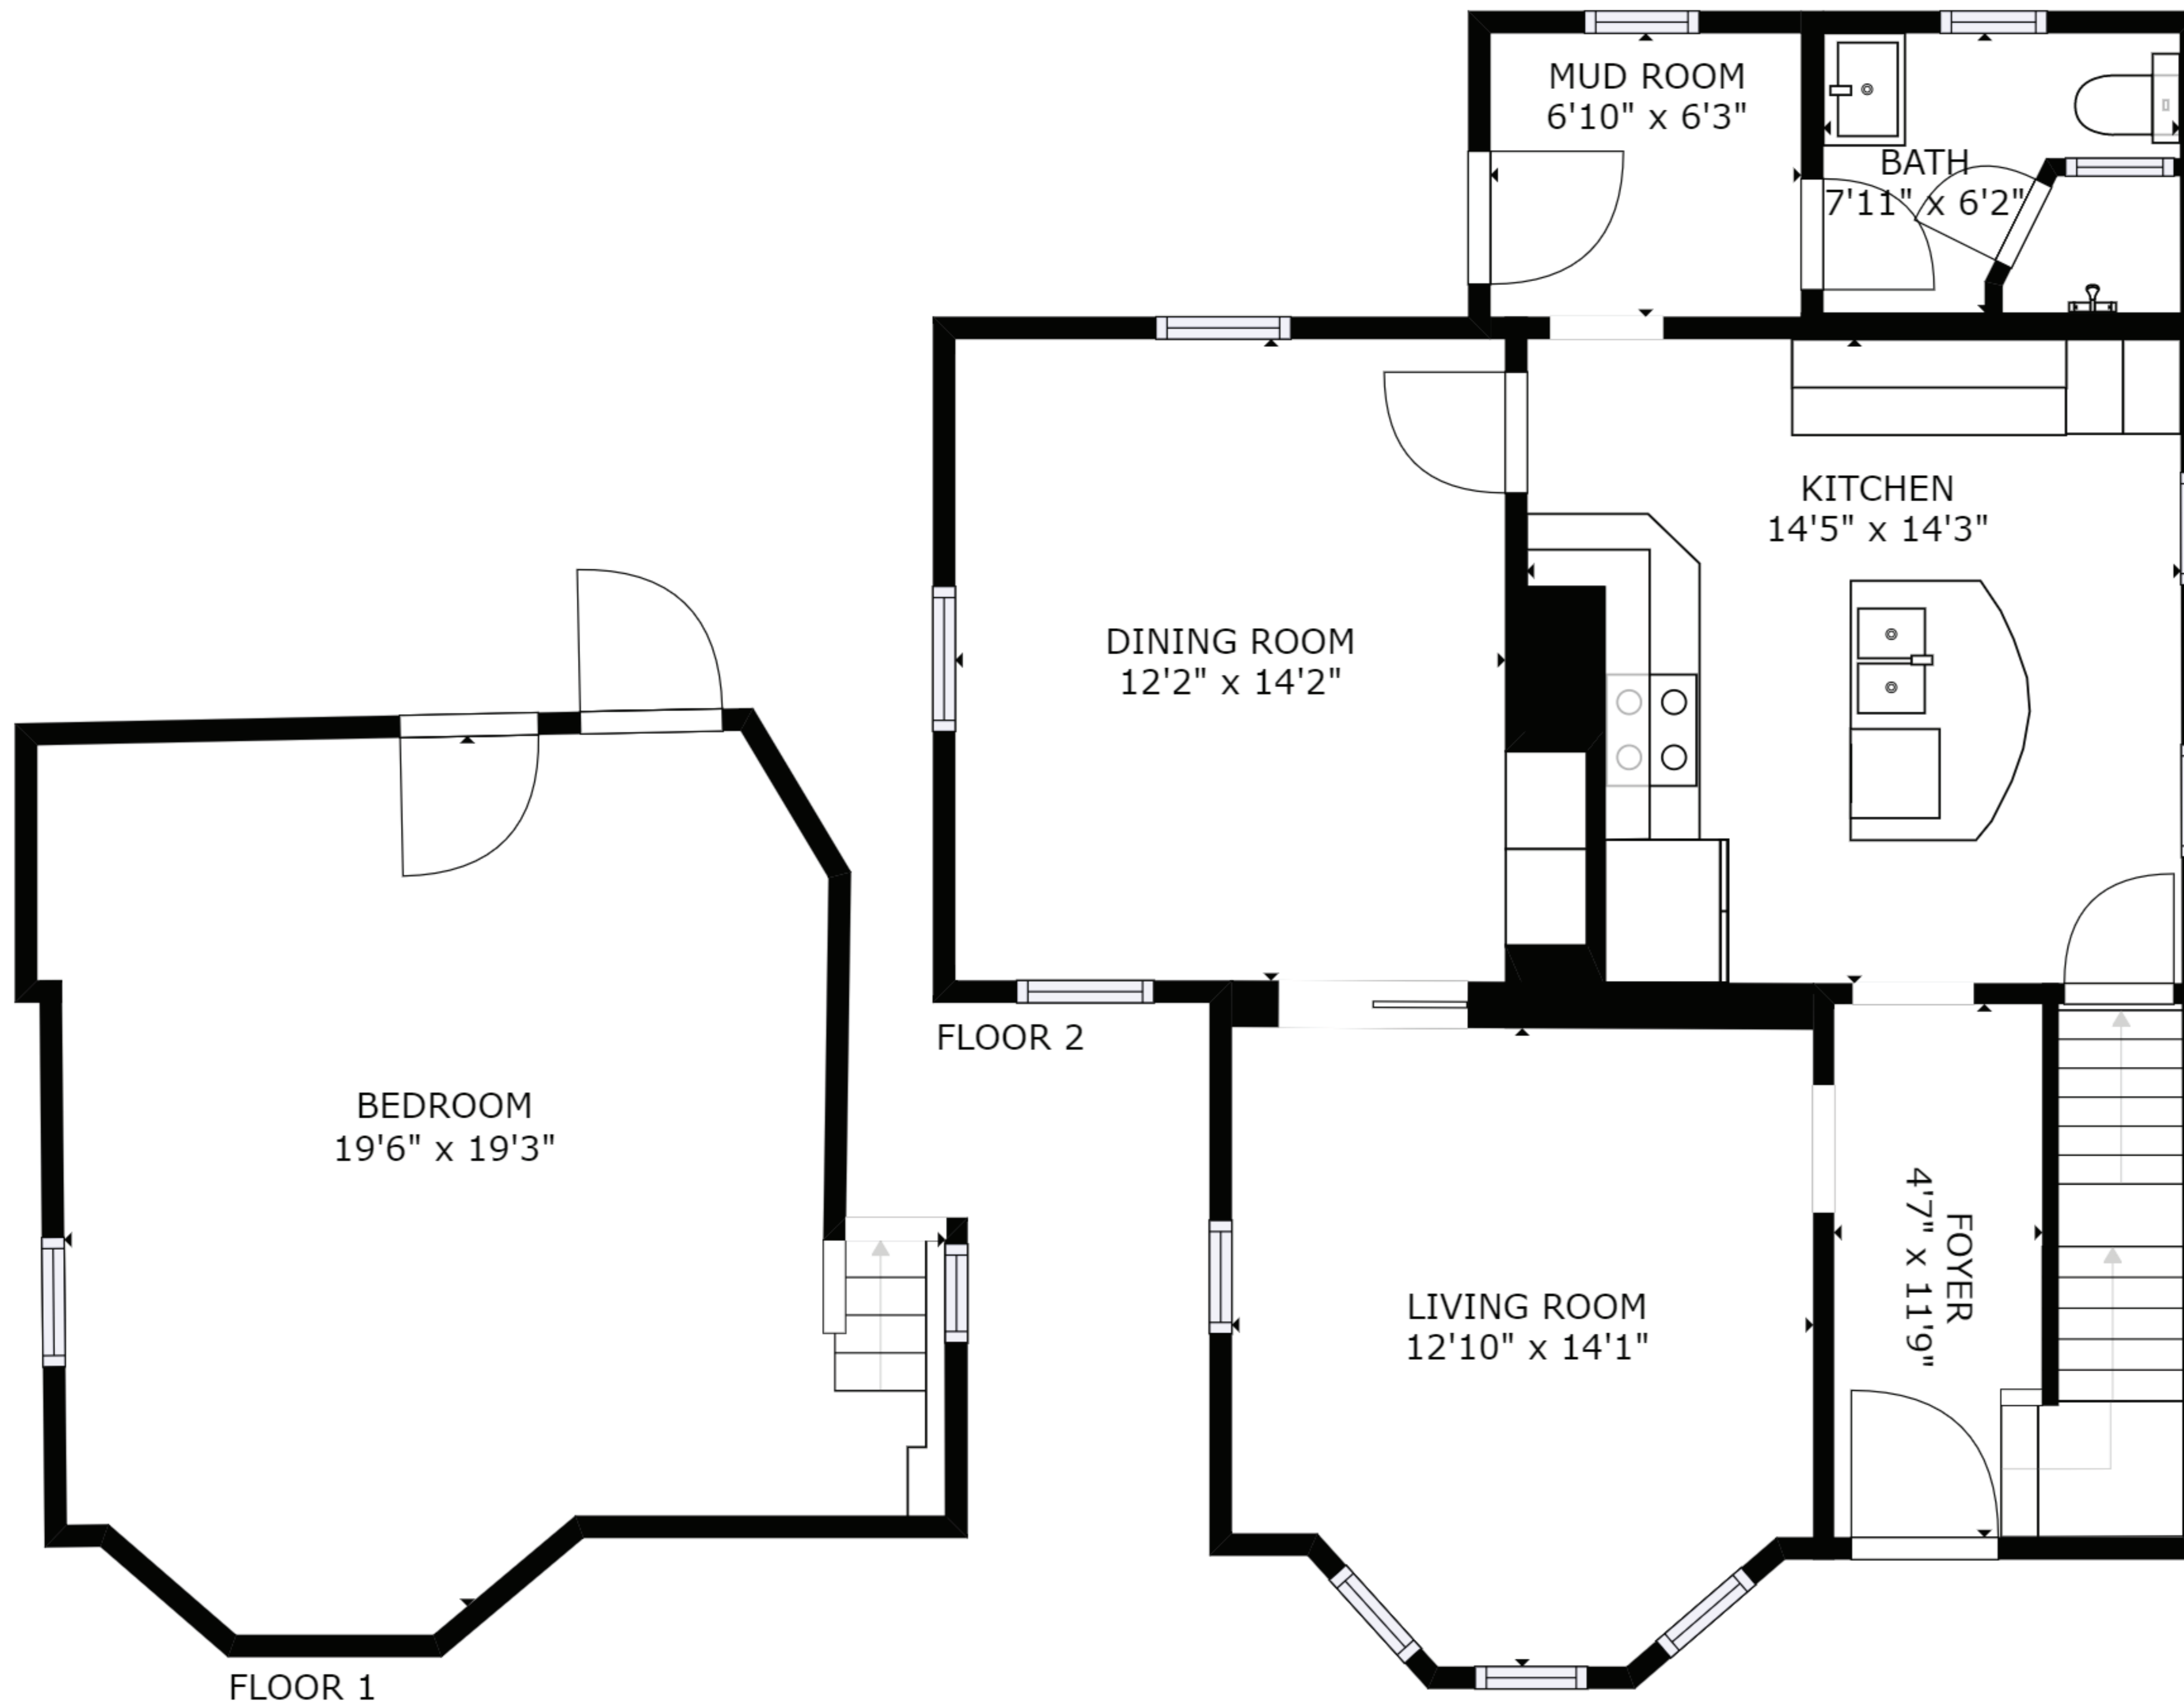 MUD ROOM
6'10" x 6'3"
BATH
7'11" x 6'2"
KITCHEN
14'5" x 14'3"
DINING ROOM
12'2" x 14'2"
FLOOR 2
BEDROOM
19'6" x 19'3"
FOYER
4'7" x 11'9"
LIVING ROOM
12'10" x 14'1"
FLOOR 1